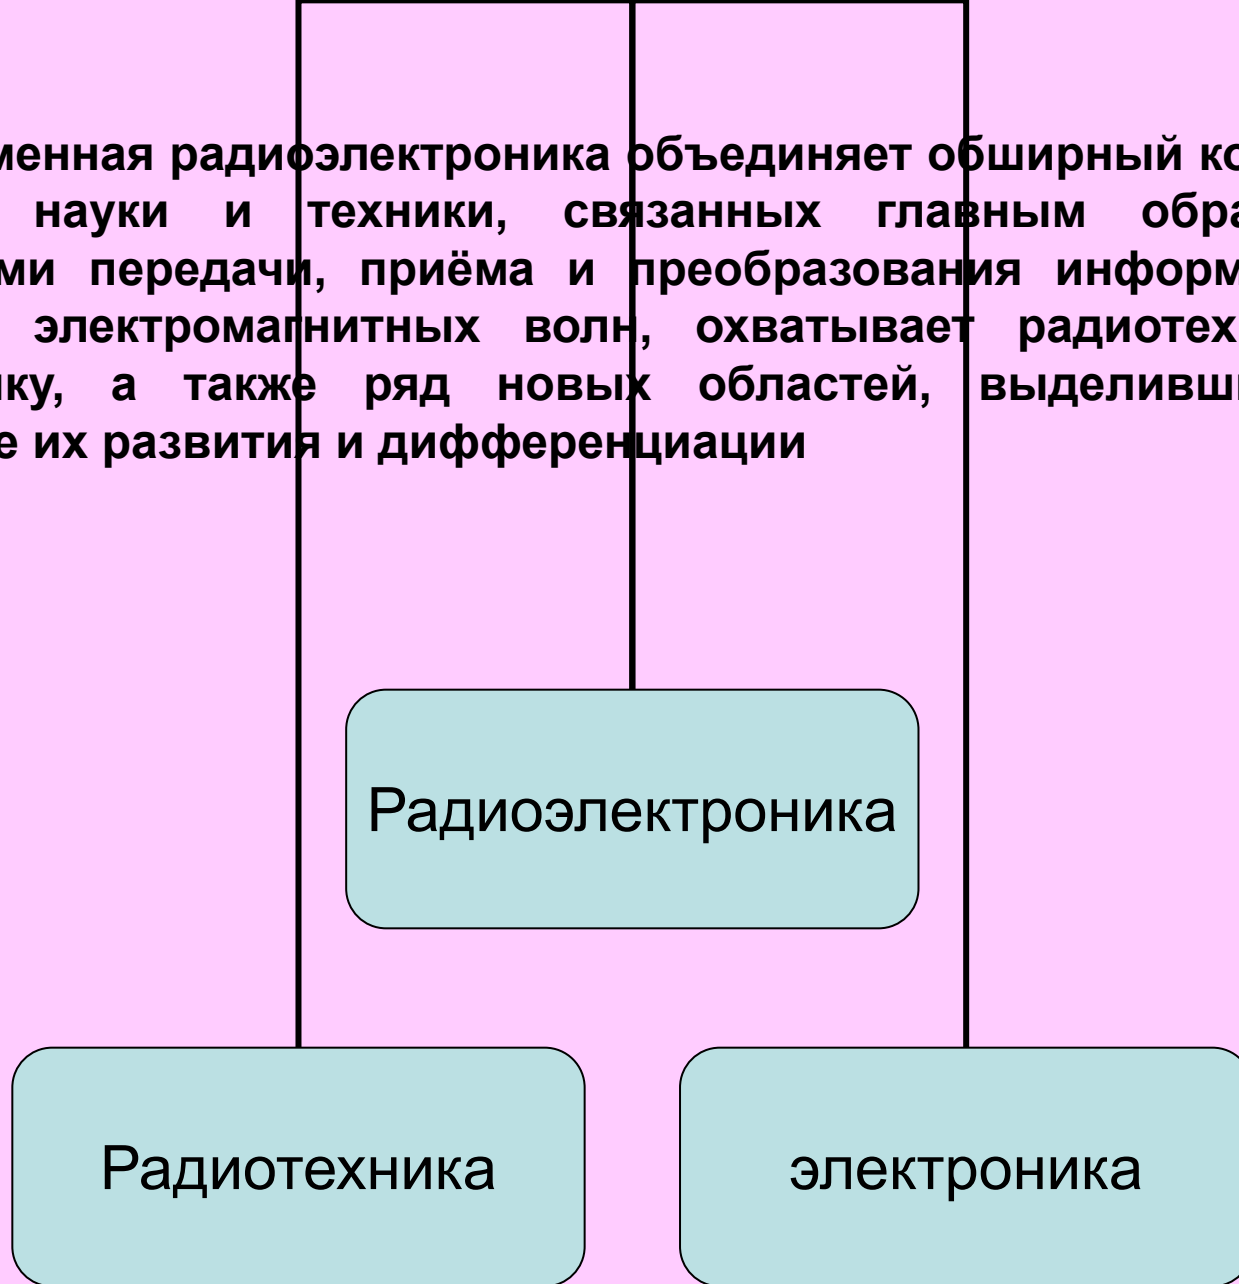 менная радиоэлектроника объединяет обширный ко
науки и техники, связанных главным обра
ми передачи, приёма и преобразования информ
электромагнитных волн, охватывает радиотех
ку, а также ряд новых областей, выделивш
е их развития и дифференциации
Радиоэлектроника
Радиотехника
электроника